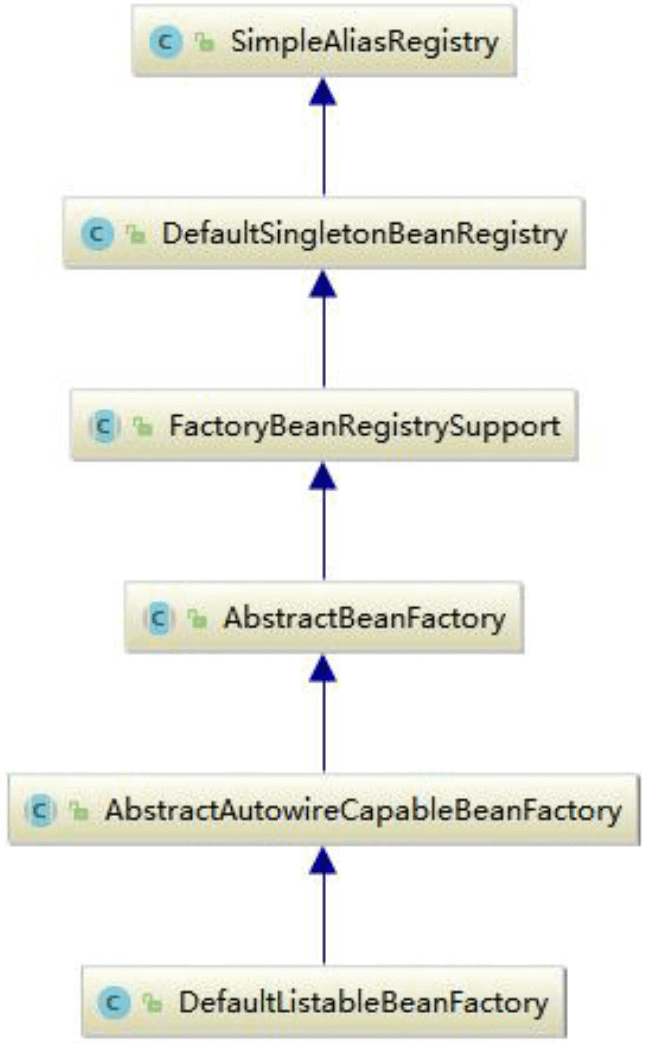 C SimpleAliasRegistry
C DefaultSingletonBeanRegistry
C FactoryBeanRegistrySupport
C AbstractBeanFactory
C AbstractAutowireCapableBeanFactory
C DefaultListableBeanFactory